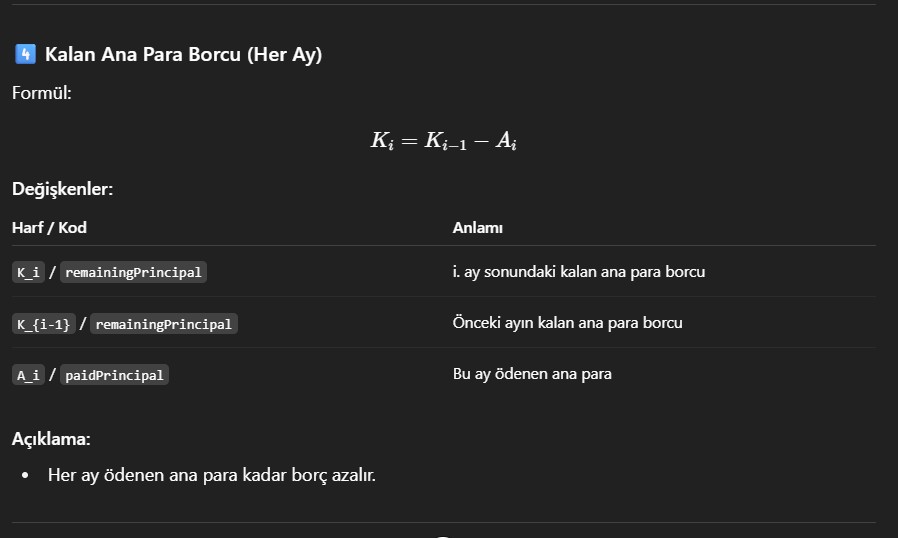 4 Kalan Ana Para Borcu (Her Ay)
Formül:
K_i = K_{i-1} − A_i
Değişkenler:
Harf / Kod Anlamı
K_i / remainingPrincipal i. ay sonundaki kalan ana para borcu
K_{i-1} / remainingPrincipal Önceki ayın kalan ana para borcu
A_i / paidPrincipal Bu ay ödenen ana para
Açıklama:
• Her ay ödenen ana para kadar borç azalır.